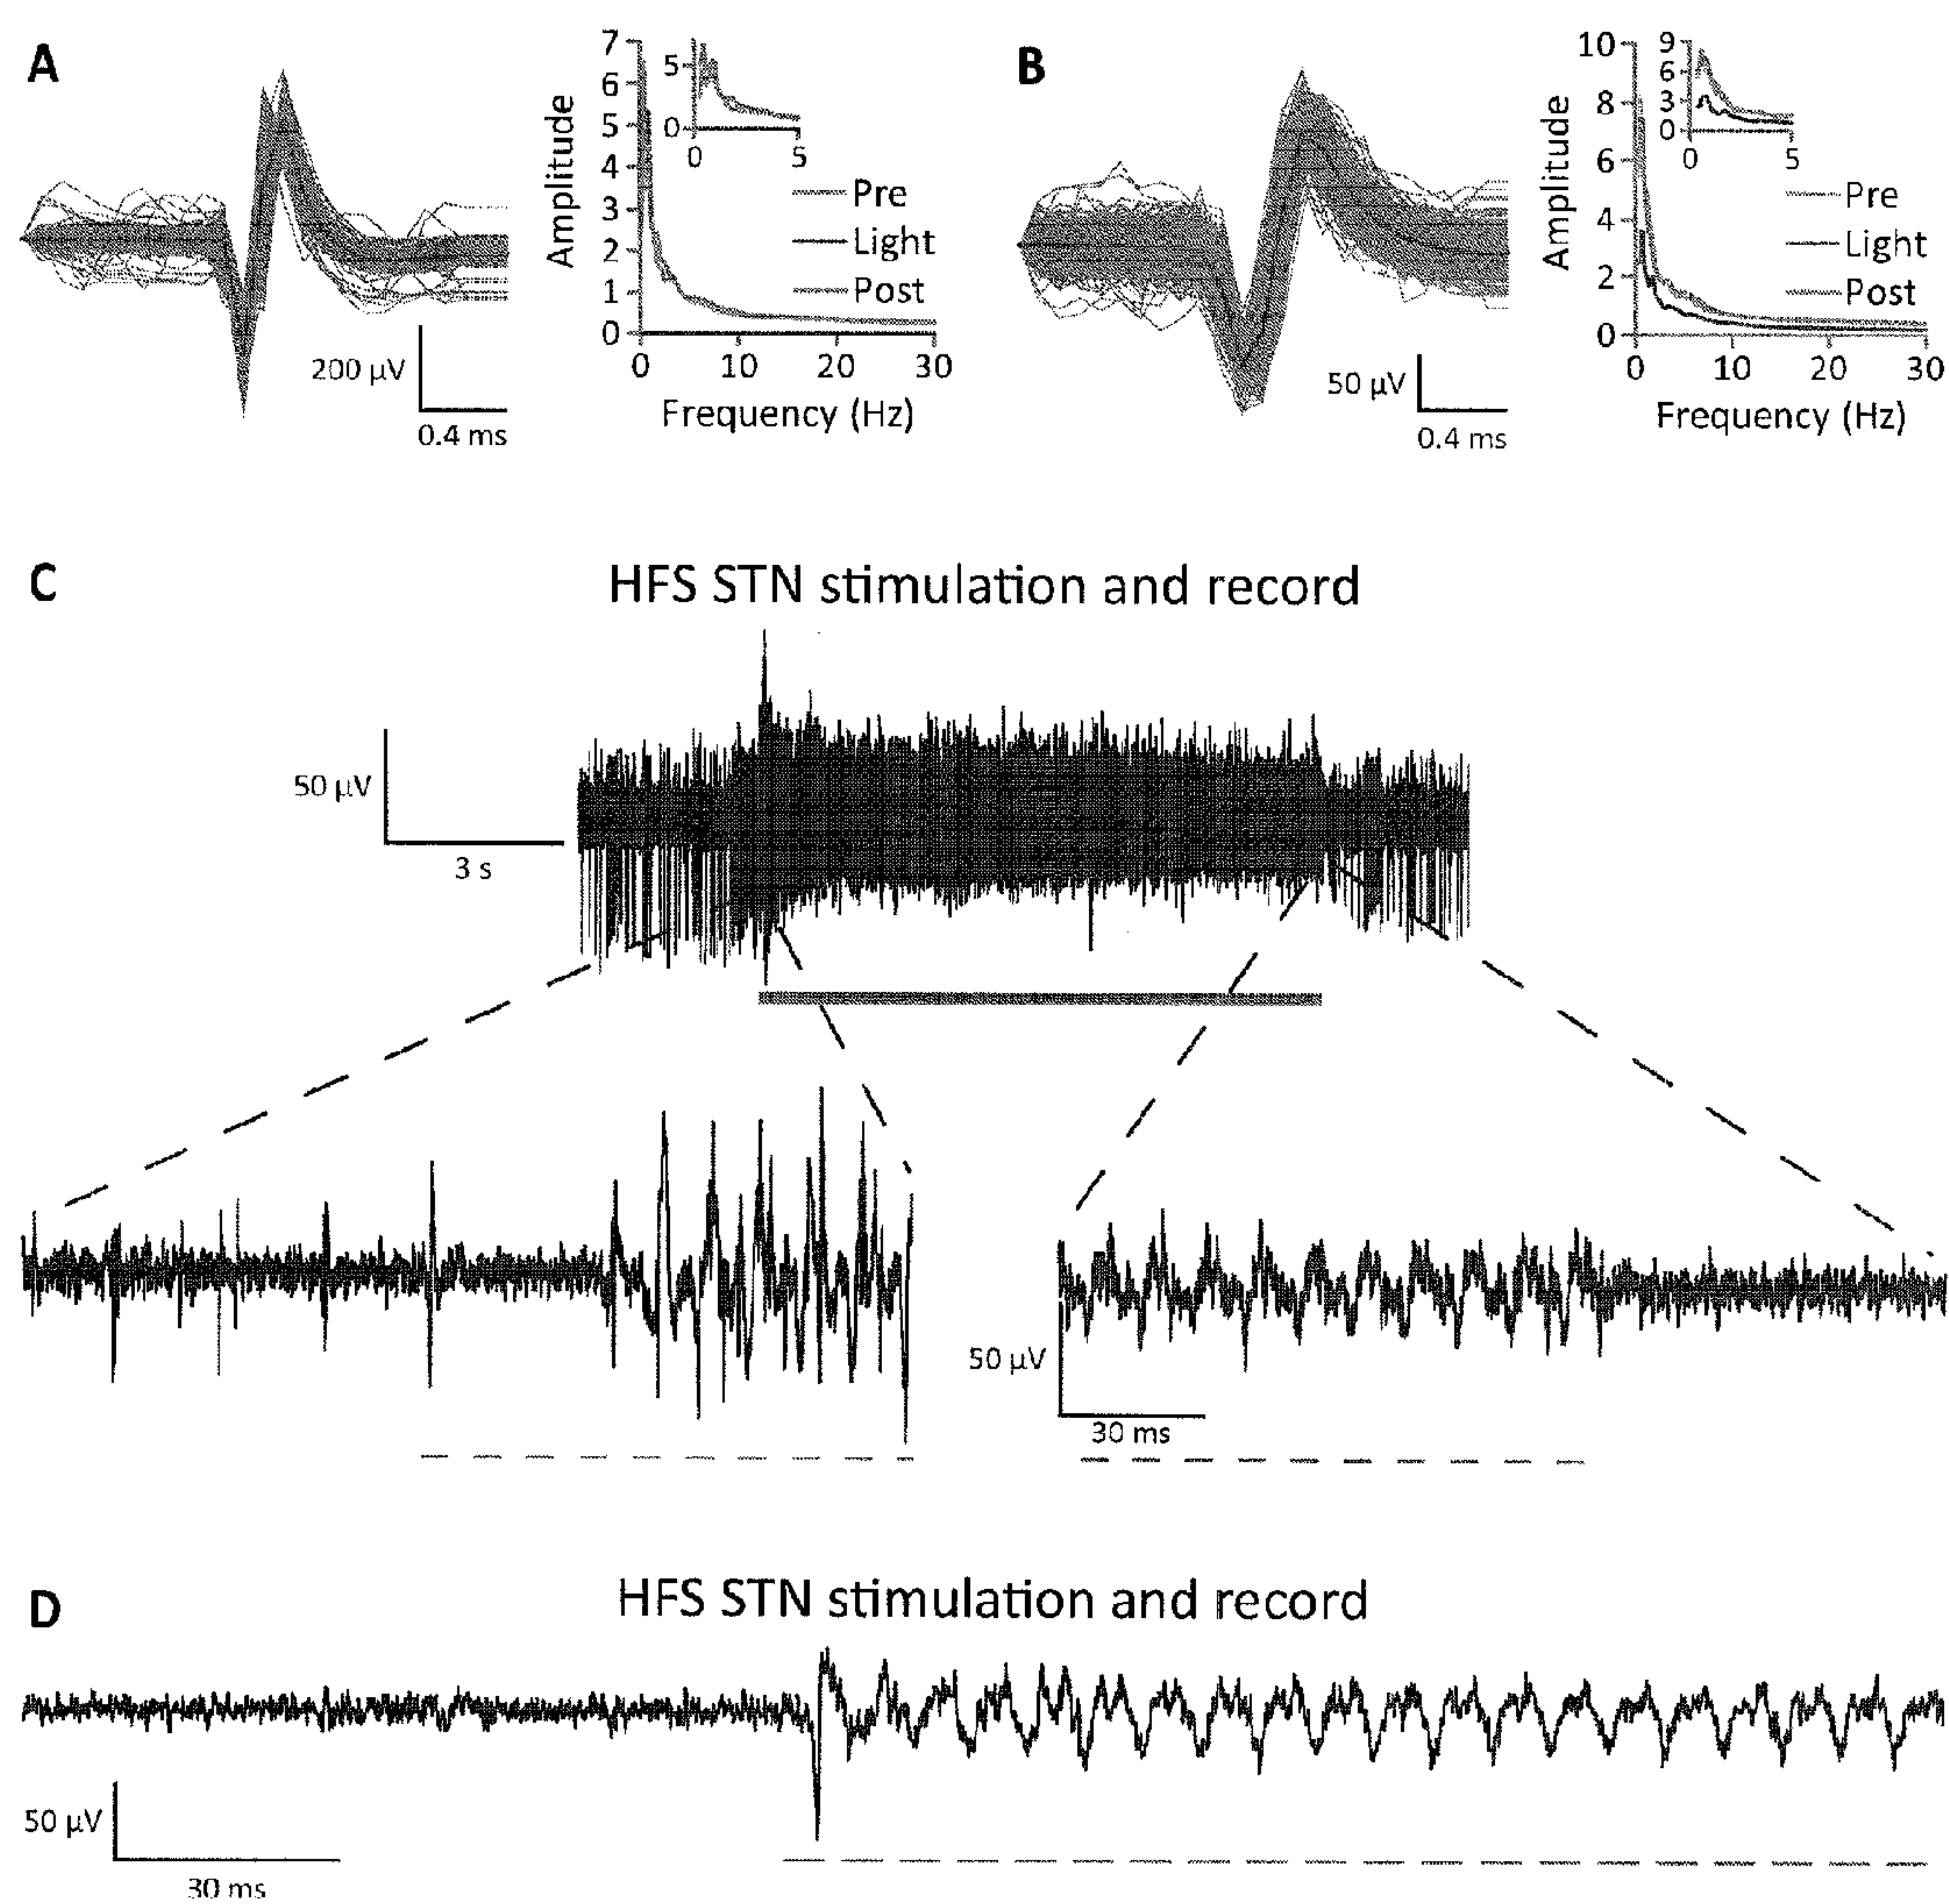 A
7
6
5
4
3
2
1
0
Amplitude
5
0
0
5
Pre
Light
Post
0
10
20
30
Frequency (Hz)
200 µV
0.4 ms
B
10
8
6
4
2
0
Amplitude
9
6
3
0
0
5
Pre
Light
Post
0
10
20
30
Frequency (Hz)
50 µV
0.4 ms
C
HFS STN stimulation and record
50 µV
3 s
50 µV
30 ms
D
HFS STN stimulation and record
50 µV
30 ms